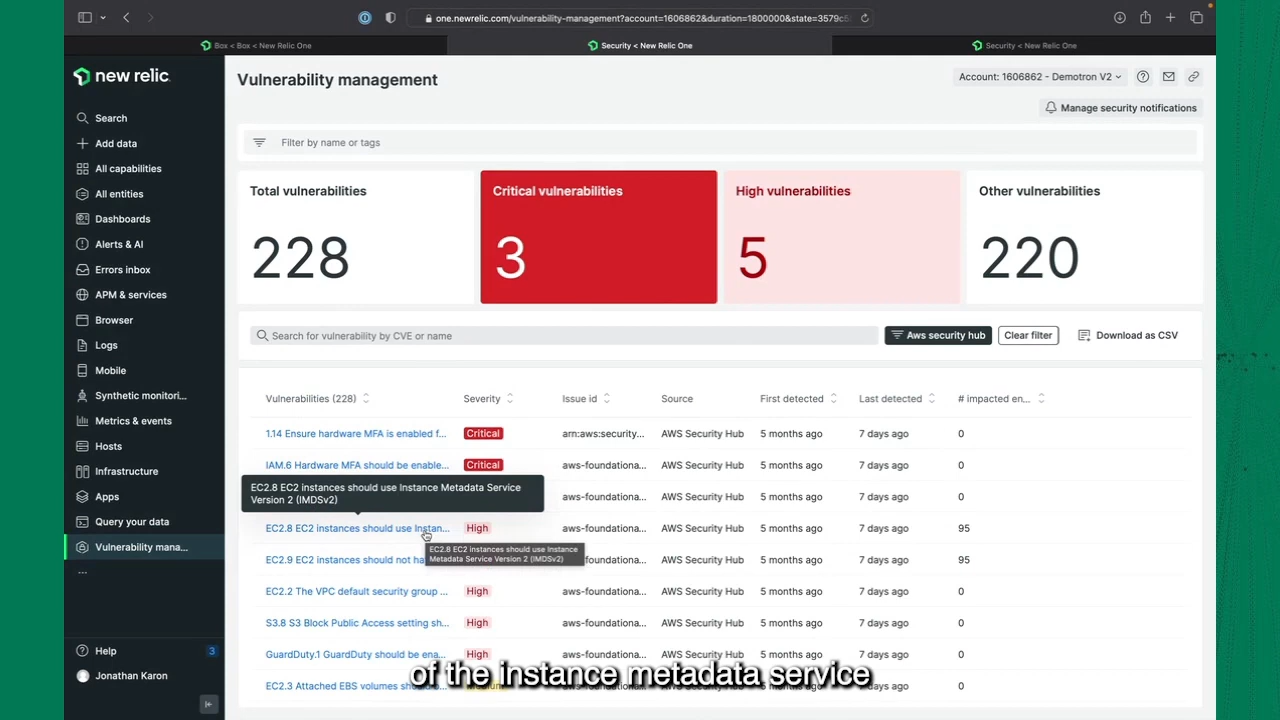 one.newrelic.com/vulnerability-management?account=1606862&duration=1800000&state=3579c5
Box < Box < New Relic One
Security < New Relic One
Security < New Relic One
new relic
Vulnerability management
Account: 1606862 - Demotron V2
Manage security notifications
Search
Add data
All capabilities
All entities
Dashboards
Alerts & AI
Errors inbox
APM & services
Browser
Logs
Mobile
Synthetic monitori...
Metrics & events
Hosts
Infrastructure
Apps
Query your data
Vulnerability mana...
...
Help 3
Jonathan Karon
Filter by name or tags
Total vulnerabilities
228
Critical vulnerabilities
3
High vulnerabilities
5
Other vulnerabilities
220
Search for vulnerability by CVE or name
Aws security hub
Clear filter
Download as CSV
Vulnerabilities (228) Severity Issue id Source First detected Last detected # impacted en...
1.14 Ensure hardware MFA is enabled f... Critical arn:aws:security... AWS Security Hub 5 months ago 7 days ago 0
IAM.6 Hardware MFA should be enable... Critical aws-foundationa... AWS Security Hub 5 months ago 7 days ago 0
EC2.8 EC2 instances should use Instance Metadata Service
Version 2 (IMDSv2)
aws-foundationa... AWS Security Hub 5 months ago 7 days ago 0
EC2.8 EC2 instances should use Instan... High aws-foundationa... AWS Security Hub 5 months ago 7 days ago 95
EC2.8 EC2 instances should use Instance
Metadata Service Version 2 (IMDSv2)
EC2.9 EC2 instances should not ha aws-foundationa... AWS Security Hub 5 months ago 7 days ago 95
EC2.2 The VPC default security group ... High aws-foundationa... AWS Security Hub 5 months ago 7 days ago 0
S3.8 S3 Block Public Access setting sh... High aws-foundationa... AWS Security Hub 5 months ago 7 days ago 0
GuardDuty.1 GuardDuty should be ena... High aws-foundationa... AWS Security Hub 5 months ago 7 days ago 0
of the instance metadata service
EC2.3 Attached EBS volumes should aws-foundationa... AWS Security Hub 5 months ago 7 days ago 0